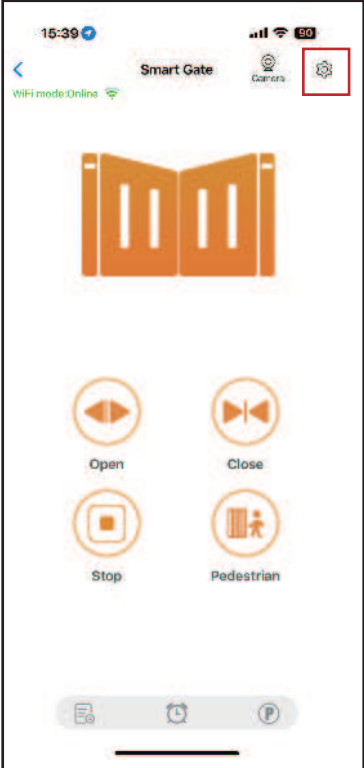 15:39
90
Smart Gate
Camera
WiFi mode:Online
Open
Close
Stop
Pedestrian
P